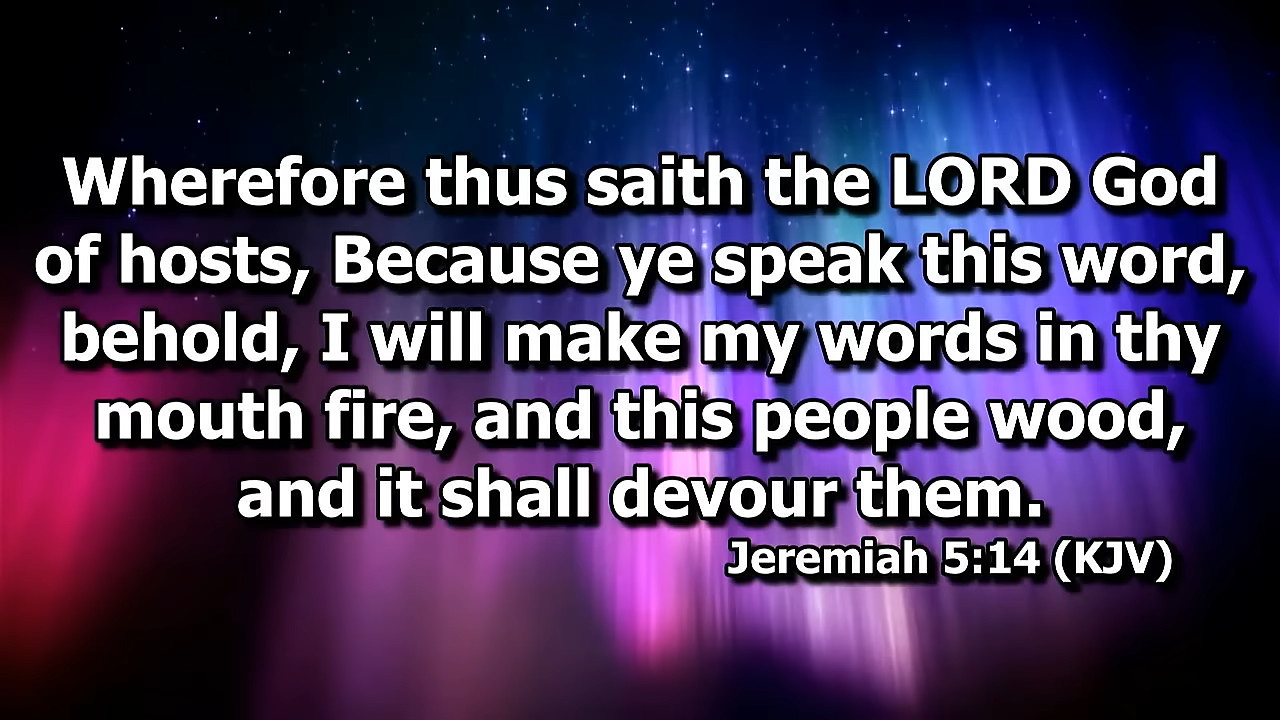 Wherefore thus saith the LORD God
of hosts, Because ye speak this word,
behold, I will make my words in thy
mouth fire, and this people wood,
and it shall devour them.
Jeremiah 5:14 (KJV)